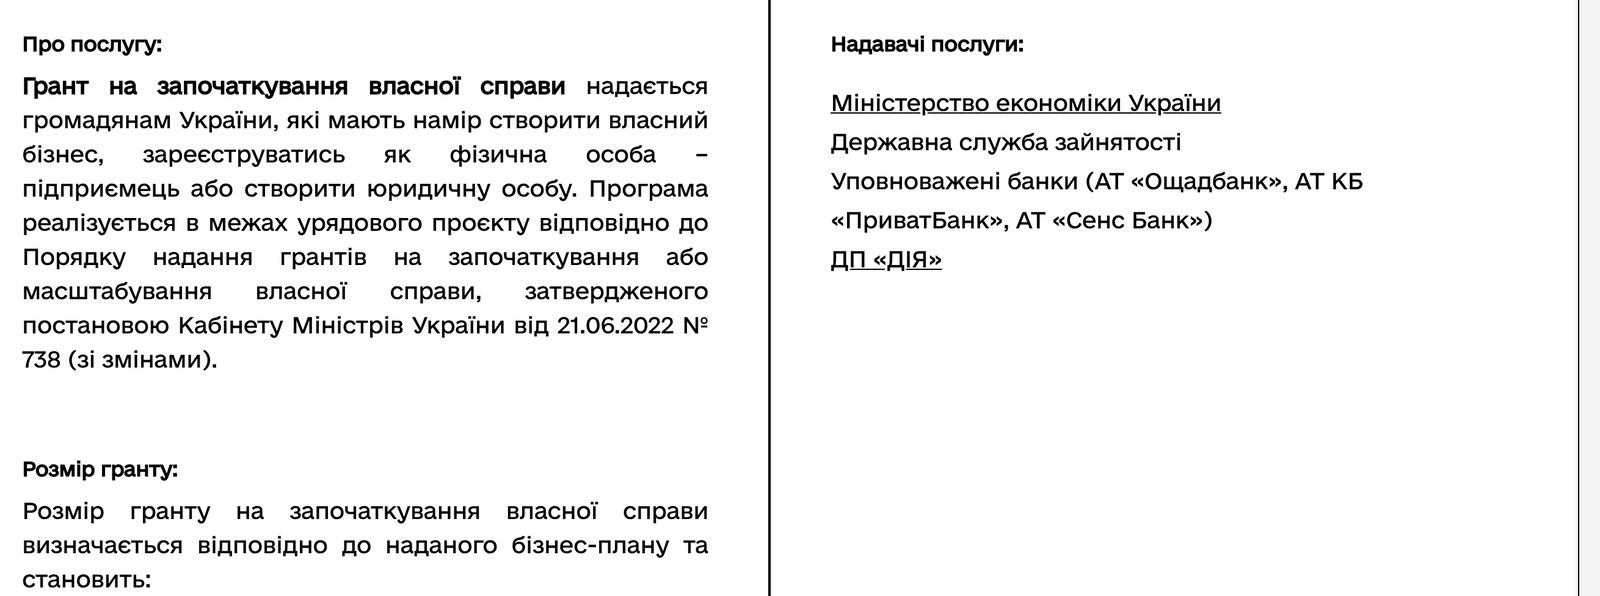 Про послугу:
Грант на започаткування власної справи надається
громадянам України, які мають намір створити власний
бізнес, зареєструватись як фізична особа –
підприємець або створити юридичну особу. Програма
реалізується в межах урядового проєкту відповідно до
Порядку надання грантів на започаткування або
масштабування власної справи, затвердженого
постановою Кабінету Міністрів України від 21.06.2022 №
738 (зі змінами).
Розмір гранту:
Розмір гранту на започаткування власної справи
визначається відповідно до наданого бізнес-плану та
становить:
Надавачі послуги:
Міністерство економіки України
Державна служба зайнятості
Уповноважені банки (АТ «Ощадбанк», АТ КБ
«ПриватБанк», АТ «Сенс Банк»)
ДП «ДІЯ»